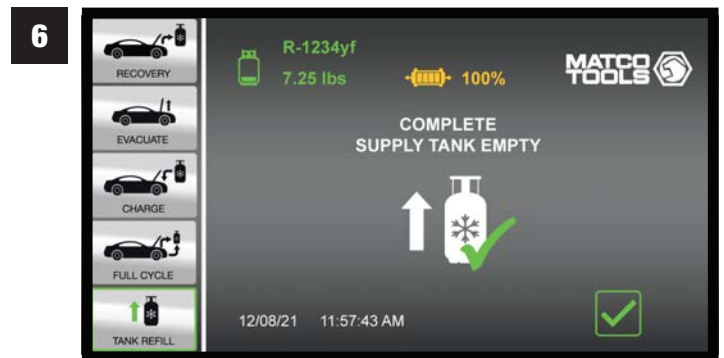 6
RECOVERY
EVACUATE
CHARGE
FULL CYCLE
TANK REFILL
R-1234yf
7.25 lbs
100%
MATCO
TOOLS
COMPLETE
SUPPLY TANK EMPTY
12/08/21 11:57:43 AM